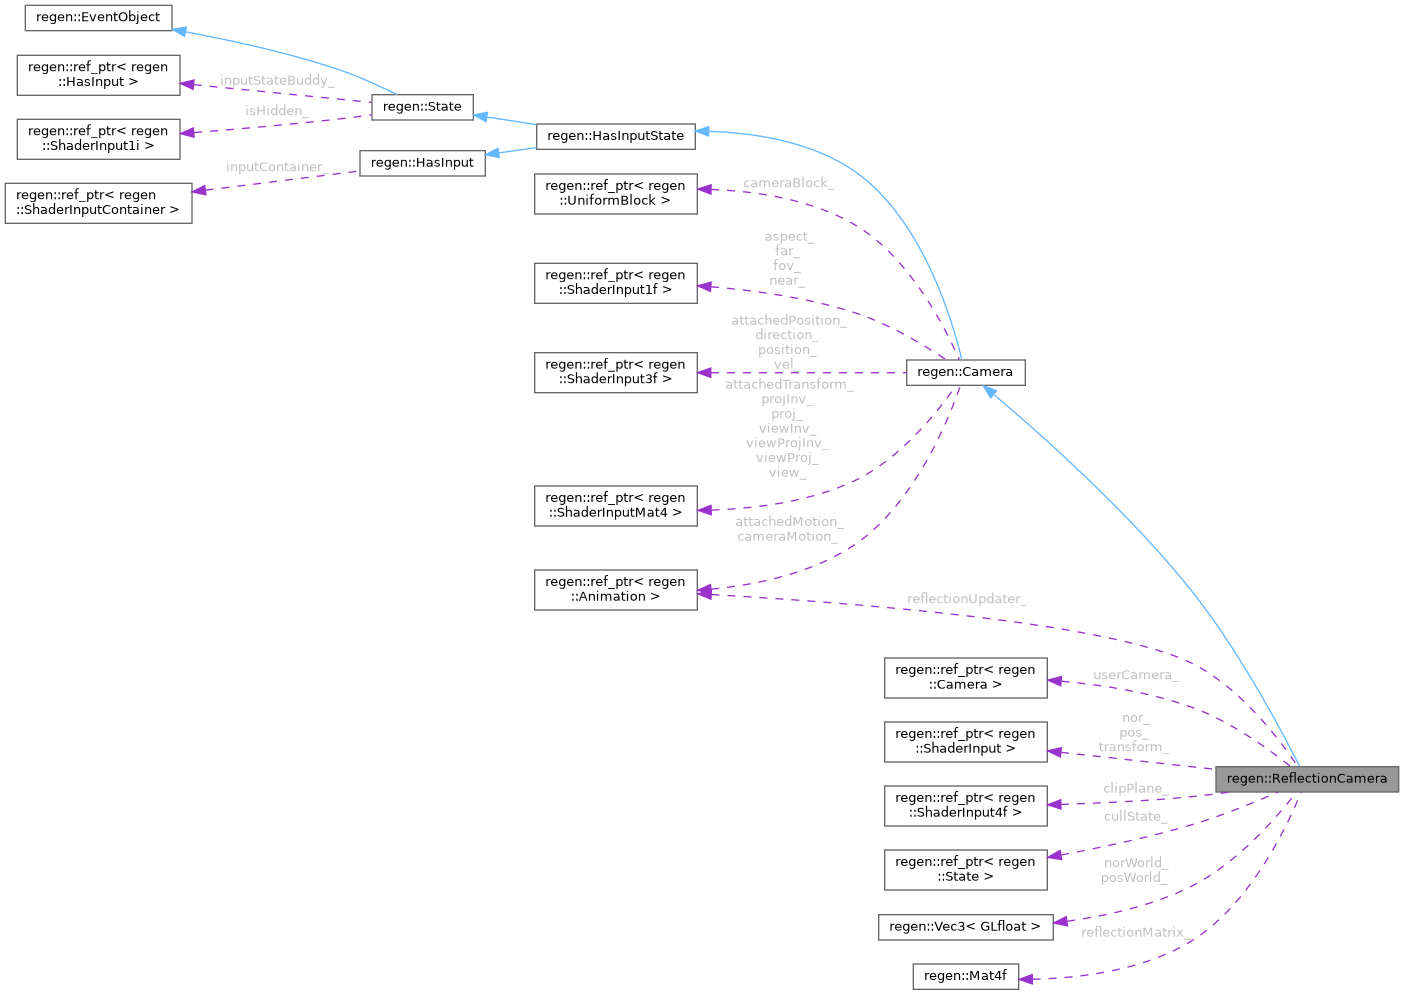 regen::EventObject
regen::ref_ptr< regen
::HasInput >
inputStateBuddy_
regen::State
isHidden_
regen::ref_ptr< regen
::ShaderInput1i >
regen::HasInputState
regen::HasInput
inputContainer
regen::ref_ptr< regen
::ShaderInputContainer >
cameraBlock_
regen::ref_ptr< regen
::UniformBlock >
aspect_
far_
fov_
near_
regen::ref_ptr< regen
::ShaderInput1f >
attachedPosition_
direction_
position_
vel_
regen::ref_ptr< regen
::ShaderInput3f >
regen::Camera
attachedTransform_
projInv_
proj_
viewInv_
viewProjInv_
viewProj_
view_
regen::ref_ptr< regen
::ShaderInputMat4 >
attachedMotion_
cameraMotion_
regen::ref_ptr< regen
::Animation >
reflectionUpdater_
regen::ref_ptr< regen
::Camera >
userCamera_
nor_
pos_
transform_
regen::ref_ptr< regen
::ShaderInput >
regen::ReflectionCamera
clipPlane_
regen::ref_ptr< regen
::ShaderInput4f >
cullState_
regen::ref_ptr< regen
::State >
norWorld_
posWorld_
regen::Vec3< GLfloat >
reflectionMatrix_
regen::Mat4f